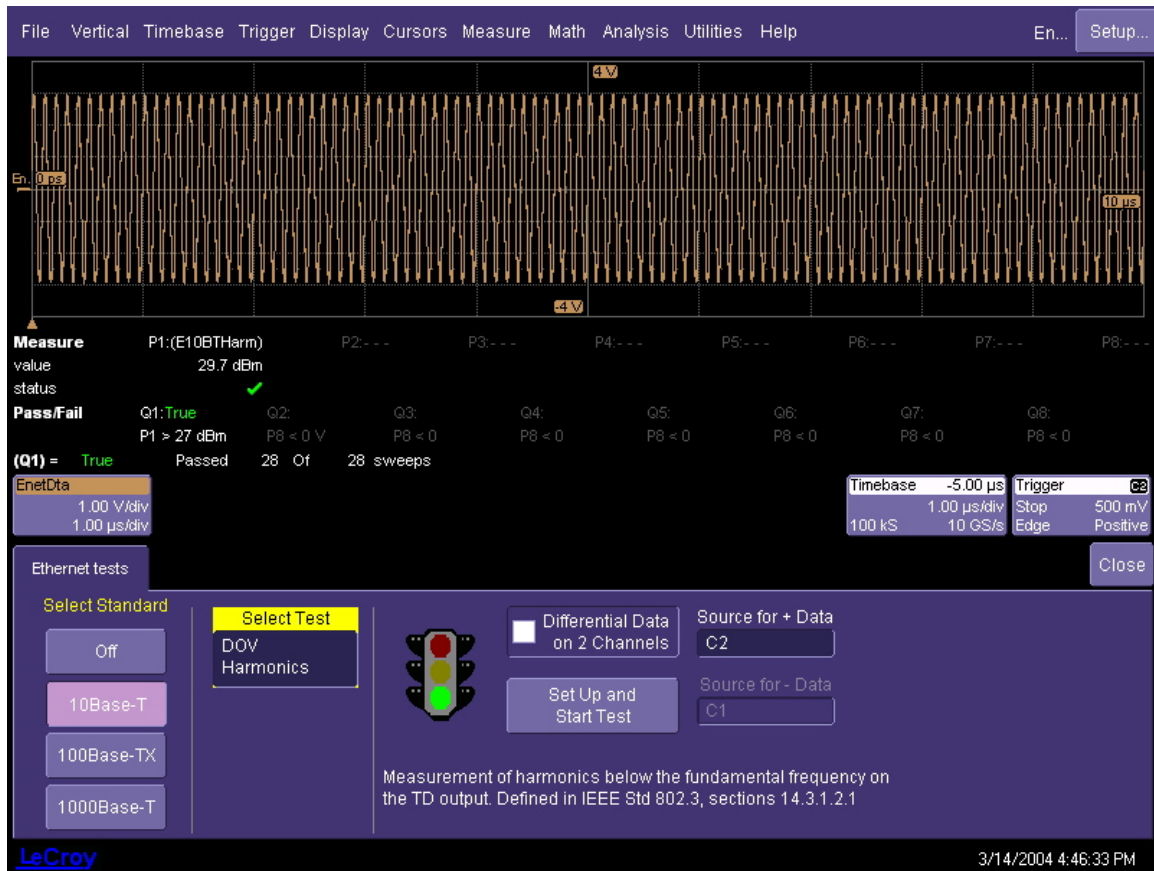 File Vertical Timebase Trigger Display Cursors Measure Math Analysis Utilities Help En... Setup...
4 V
En. 0 ps
10 µs
-4 V
Measure P1:(E10BTHarm) P2:- - - P3:- - - P4:- - - P5:- - - P6:- - - P7:- - - P8:- - -
value 29.7 dBm
status
Pass/Fail Q1:True Q2: Q3: Q4: Q5: Q6: Q7: Q8:
P1 > 27 dBm P8 < 0 V P8 < 0 P8 < 0 P8 < 0 P8 < 0 P8 < 0 P8 < 0
(Q1) = True Passed 28 Of 28 sweeps
EnetDta
1.00 V/div
1.00 µs/div
Timebase -5.00 µs
1.00 µs/div
100 kS 10 GS/s
Trigger C2
Stop 500 mV
Edge Positive
Ethernet tests
Close
Select Standard
Off
10Base-T
100Base-TX
1000Base-T
Select Test
DOV
Harmonics
Differential Data
on 2 Channels
Set Up and
Start Test
Source for + Data
C2
Source for - Data
C1
Measurement of harmonics below the fundamental frequency on
the TD output. Defined in IEEE Std 802.3, sections 14.3.1.2.1
LeCroy
3/14/2004 4:46:33 PM